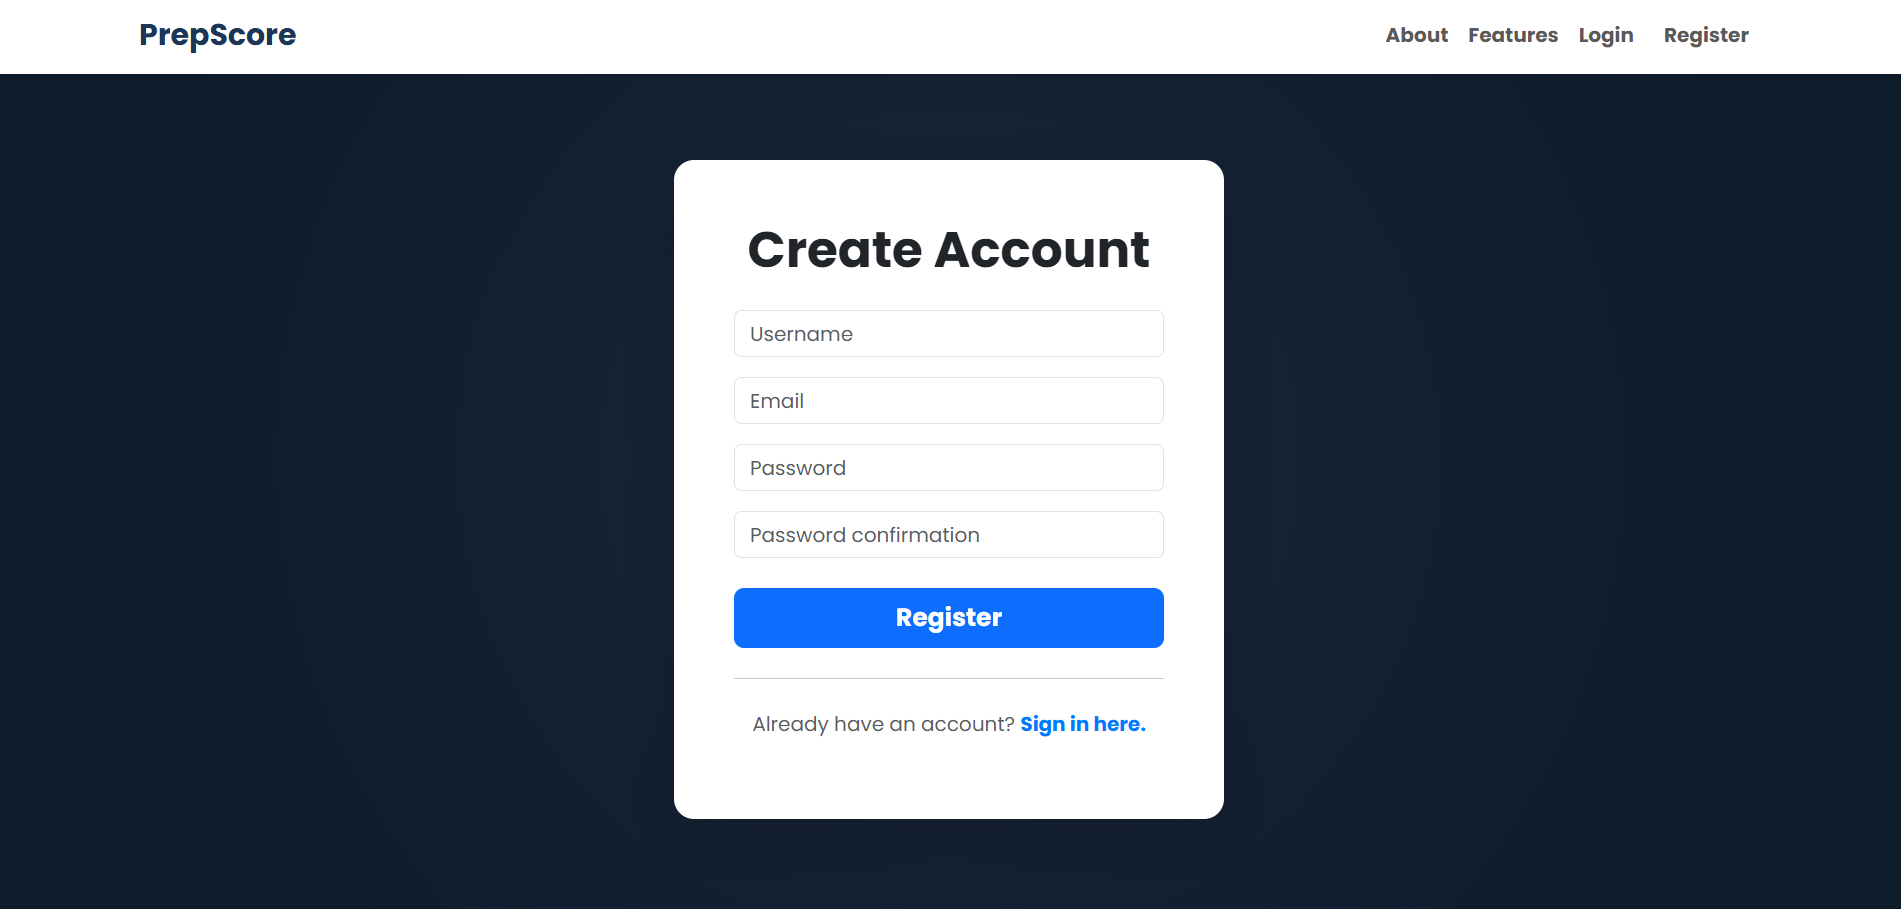 PrepScore
About Features Login Register
Create Account
Username
Email
Password
Password confirmation
Register
Already have an account? Sign in here.